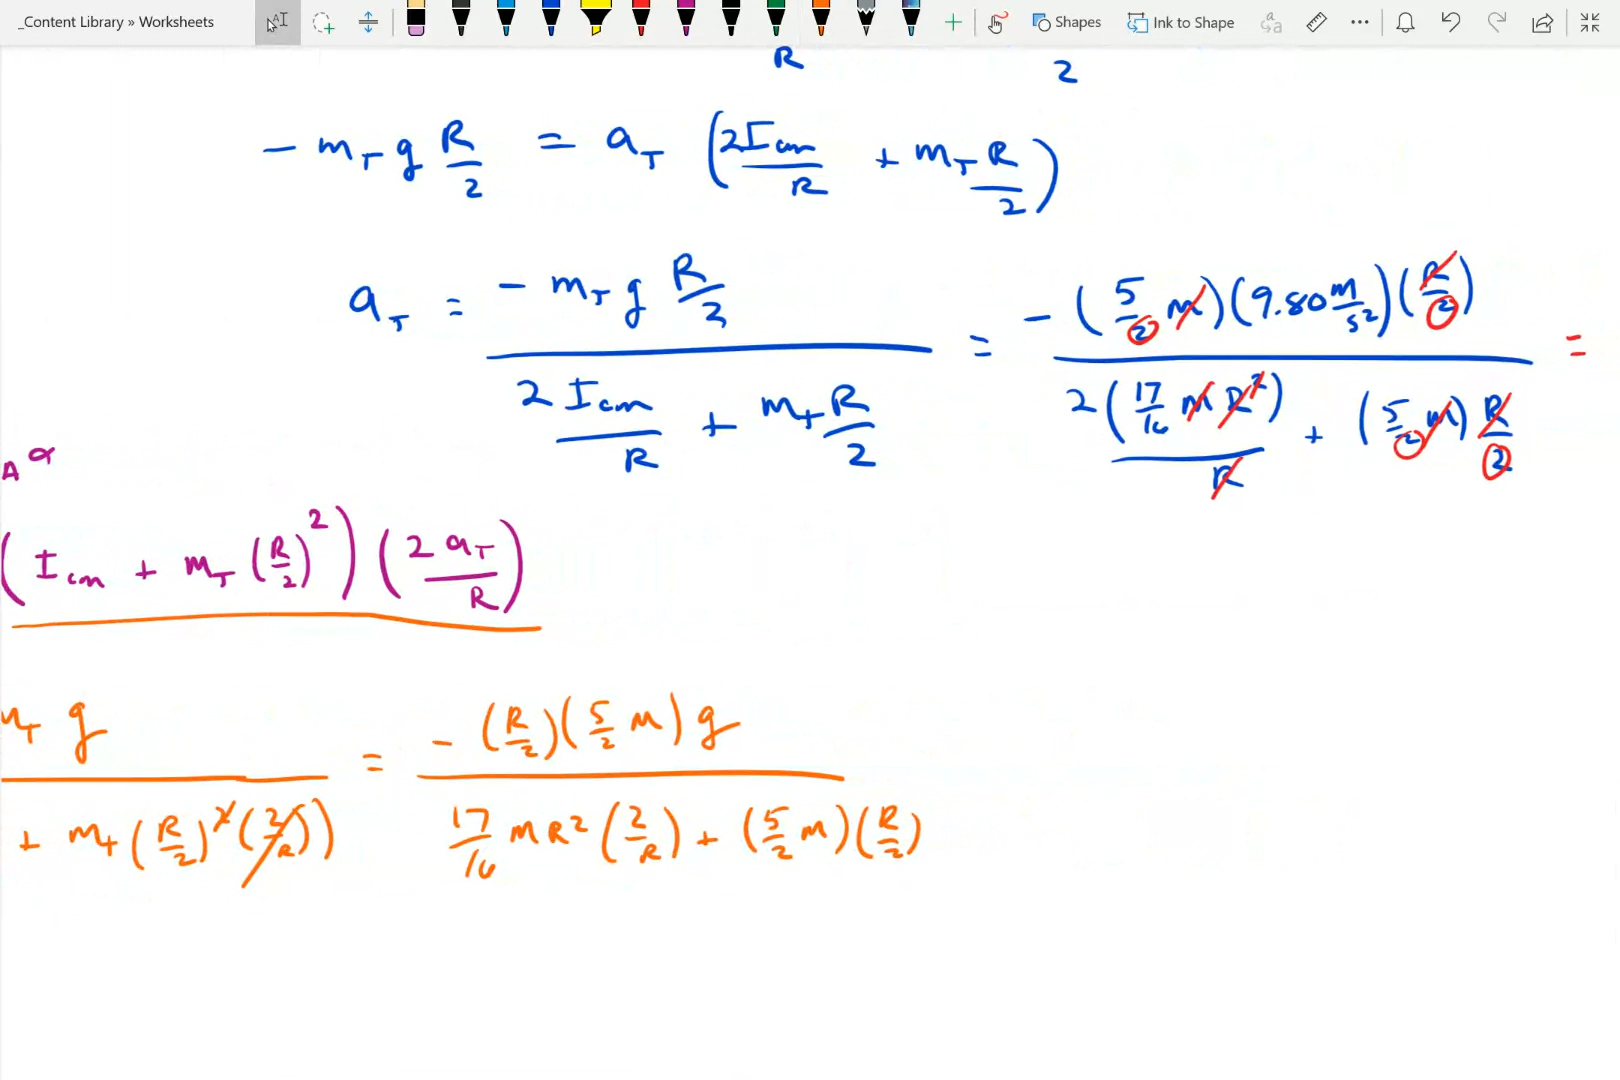 _Content Library » Worksheets
Shapes
Ink to Shape
R 2
- m_T g R/2 = a_T (2I_cm/R + m_T R/2)
a_T = (- m_T g R/2) / (2 I_cm/R + m_T R/2) = - (5/2 m)(9.80 m/s²)(R/2) / (2(17/16 m R²)/R + (5/2 m) R/2) =
A α
(I_cm + m_T (R/2)²)(2 a_T/R)
m_T g / + m_T (R/2)² (2/R)) = - (R/2)(5/2 m) g / (17/16 m R² (2/R) + (5/2 m)(R/2))